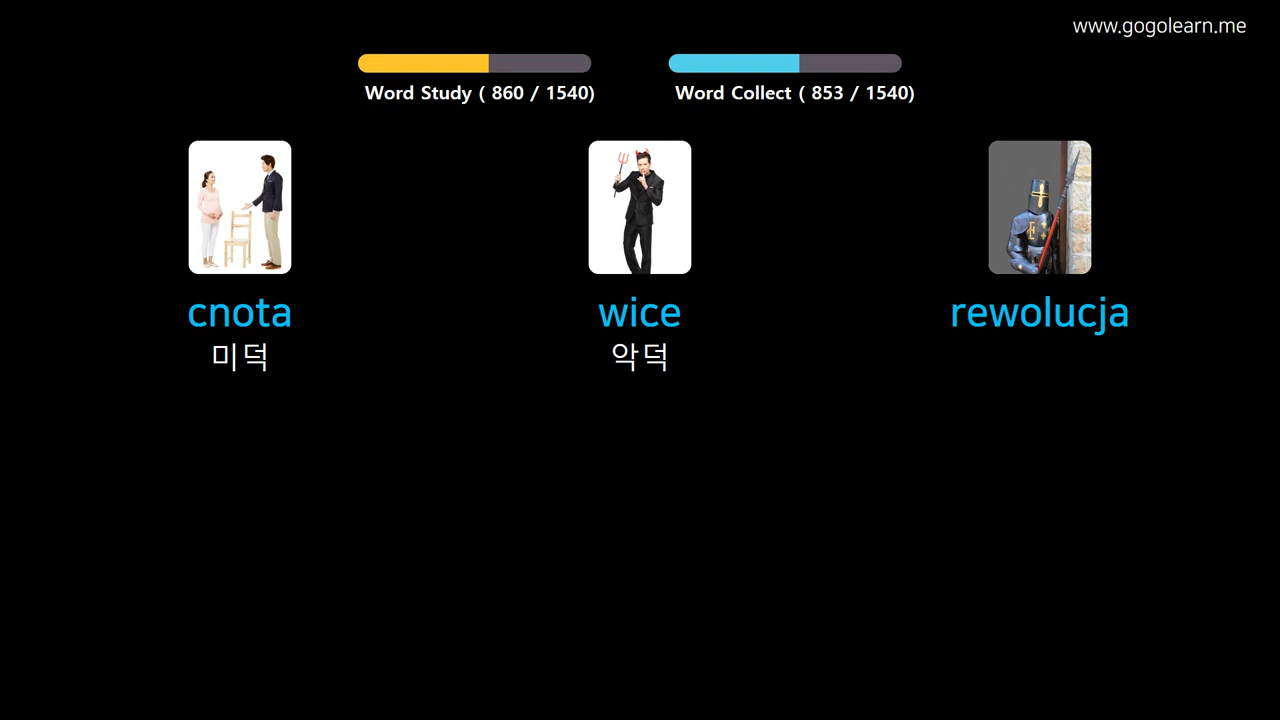 www.gogolearn.me
Word Study ( 860 / 1540)
Word Collect ( 853 / 1540)
cnota
미덕
wice
악덕
rewolucja